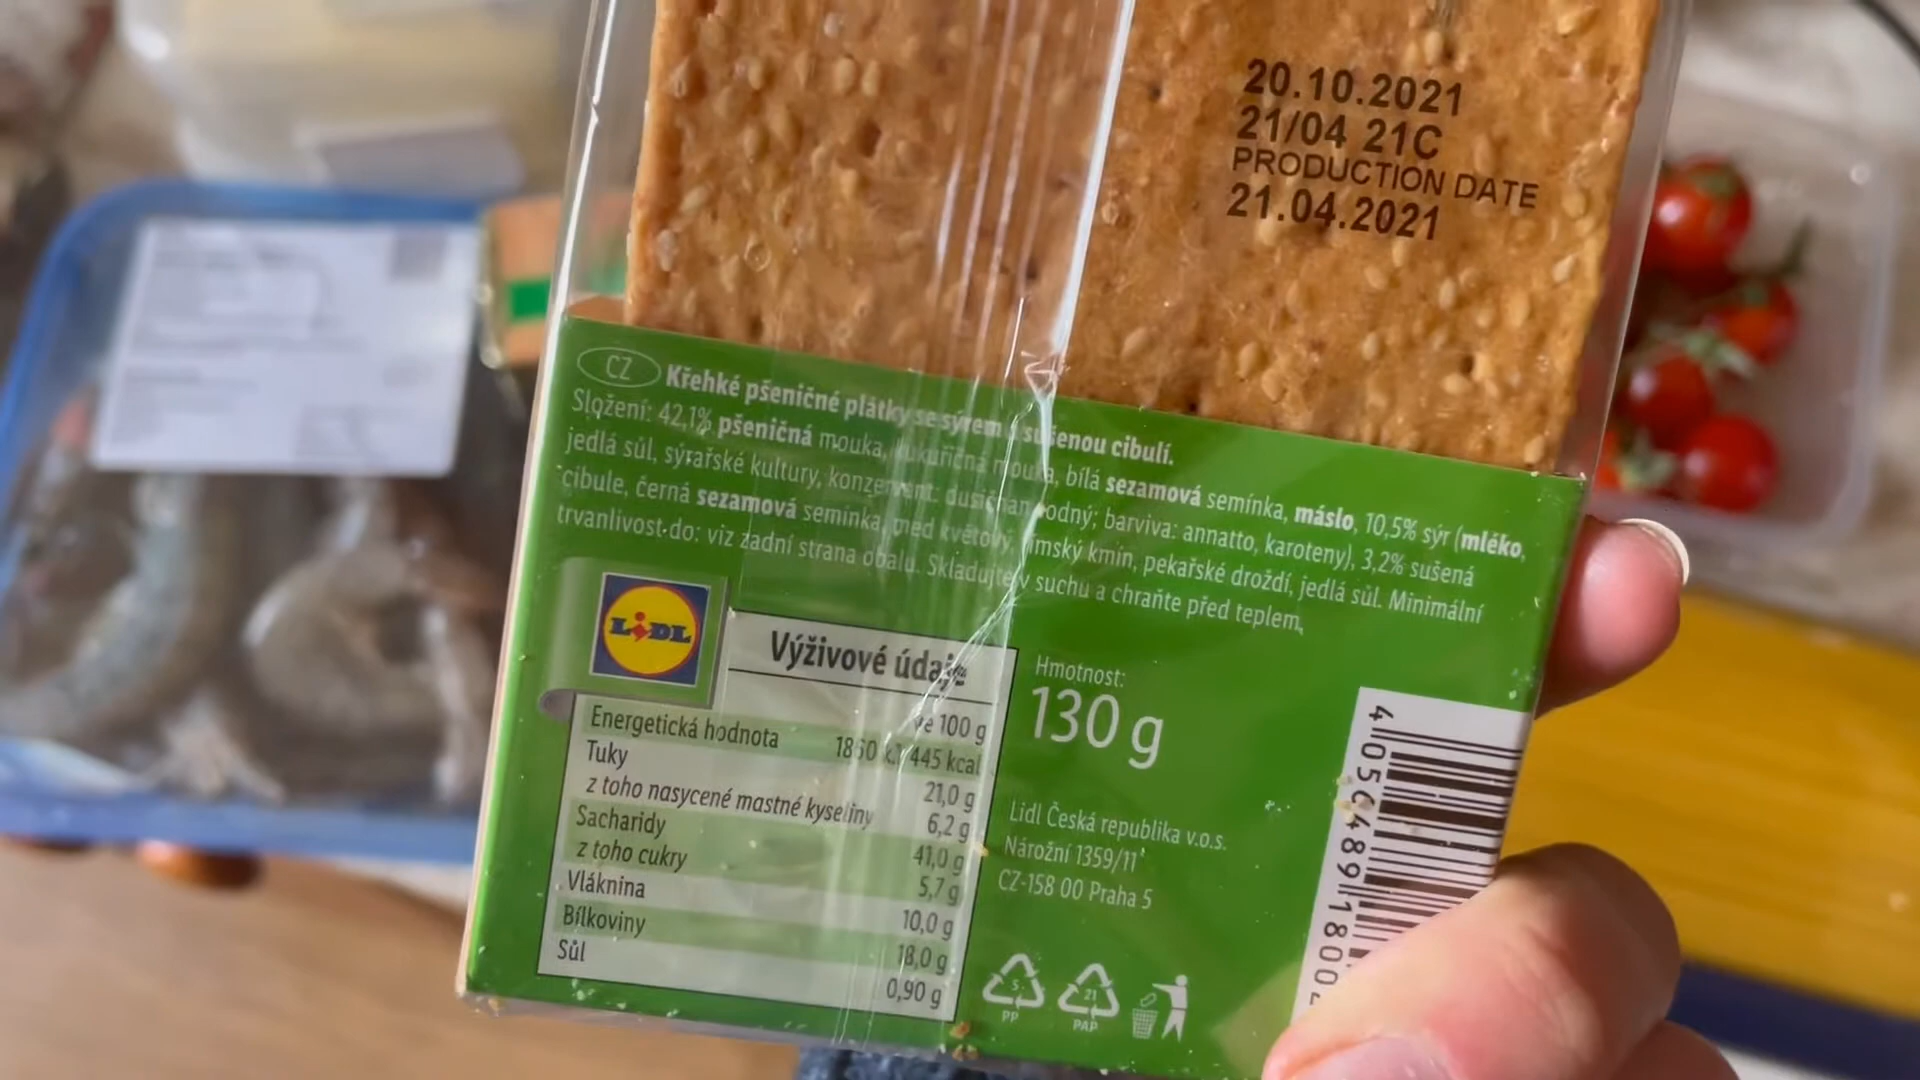 20.10.2021
21/04 21C
PRODUCTION DATE
21.04.2021
CZ Křehké pšeničné plátky se sýrem sušenou cibulí.
Složení: 42,1% pšeničná mouka, kukuřičná mouka, bílá sezamová semínka, máslo, 10,5% sýr (mléko,
jedlá sůl, sýrařské kultury, konzervant: dusičnan sodný; barviva: annatto, karoteny), 3,2% sušená
cibule, černá sezamová semínka, med květový, římský kmín, pekařské droždí, jedlá sůl. Minimální
trvanlivost do: viz zadní strana obalu. Skladujte v suchu a chraňte před teplem.
LIDL
Výživové údaje
ve 100 g
Energetická hodnota 445 kcal
Tuky 21,0 g
z toho nasycené mastné kyseliny 6,2 g
Sacharidy 41,0 g
z toho cukry 5,7 g
Vláknina 10,0 g
Bílkoviny 18,0 g
Sůl 0,90 g
Hmotnost:
130 g
Lidl Česká republika v.o.s.
Nárožní 1359/11
CZ-158 00 Praha 5
5
PP
21
PAP